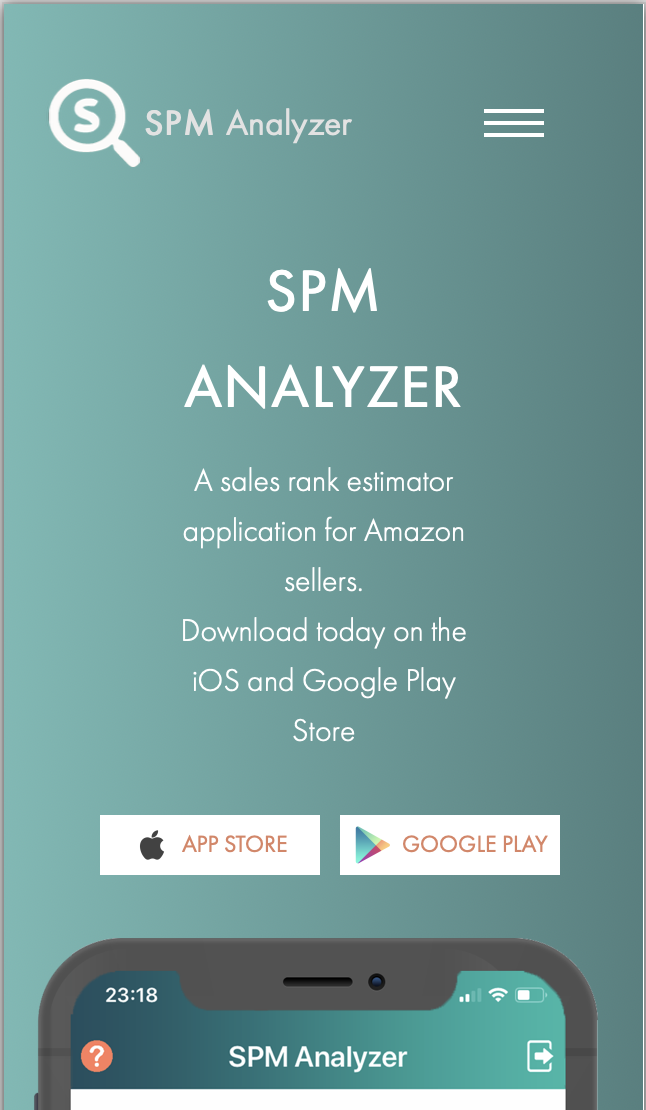 S SPM Analyzer
SPM
ANALYZER
A sales rank estimator
application for Amazon
sellers.
Download today on the
iOS and Google Play
Store
APP STORE GOOGLE PLAY
23:18
? SPM Analyzer